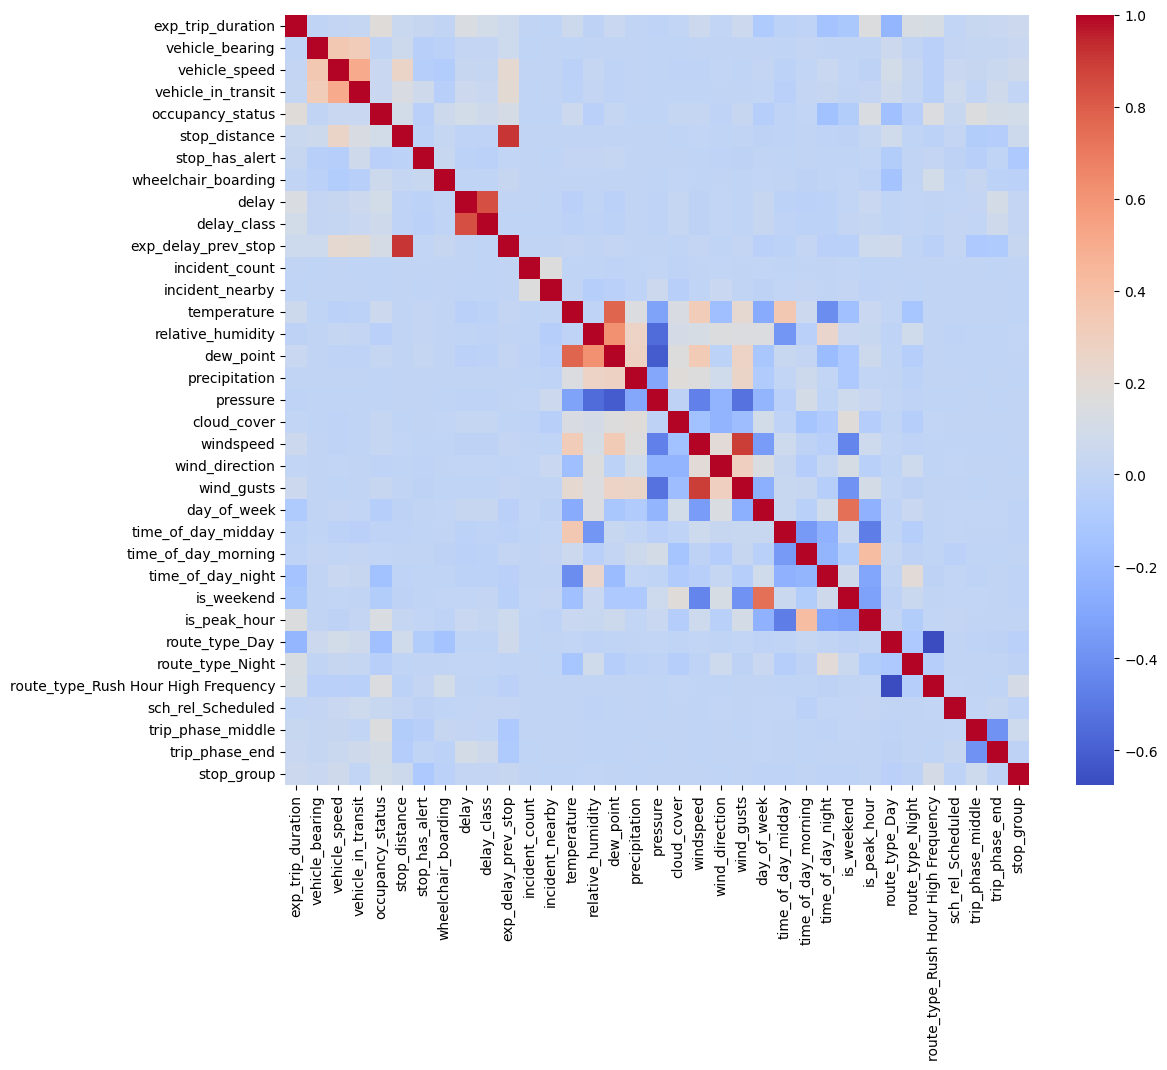 exp_trip_duration
vehicle_bearing
vehicle_speed
vehicle_in_transit
occupancy_status
stop_distance
stop_has_alert
wheelchair_boarding
delay
delay_class
exp_delay_prev_stop
incident_count
incident_nearby
temperature
relative_humidity
dew_point
precipitation
pressure
cloud_cover
windspeed
wind_direction
wind_gusts
day_of_week
time_of_day_midday
time_of_day_morning
time_of_day_night
is_weekend
is_peak_hour
route_type_Day
route_type_Night
route_type_Rush Hour High Frequency
sch_rel_Scheduled
trip_phase_middle
trip_phase_end
stop_group
exp_trip_duration
vehicle_bearing
vehicle_speed
vehicle_in_transit
occupancy_status
stop_distance
stop_has_alert
wheelchair_boarding
delay
delay_class
exp_delay_prev_stop
incident_count
incident_nearby
temperature
relative_humidity
dew_point
precipitation
pressure
cloud_cover
windspeed
wind_direction
wind_gusts
day_of_week
time_of_day_midday
time_of_day_morning
time_of_day_night
is_weekend
is_peak_hour
route_type_Day
route_type_Night
route_type_Rush Hour High Frequency
sch_rel_Scheduled
trip_phase_middle
trip_phase_end
stop_group
1.0
0.8
0.6
0.4
0.2
0.0
−0.2
−0.4
−0.6